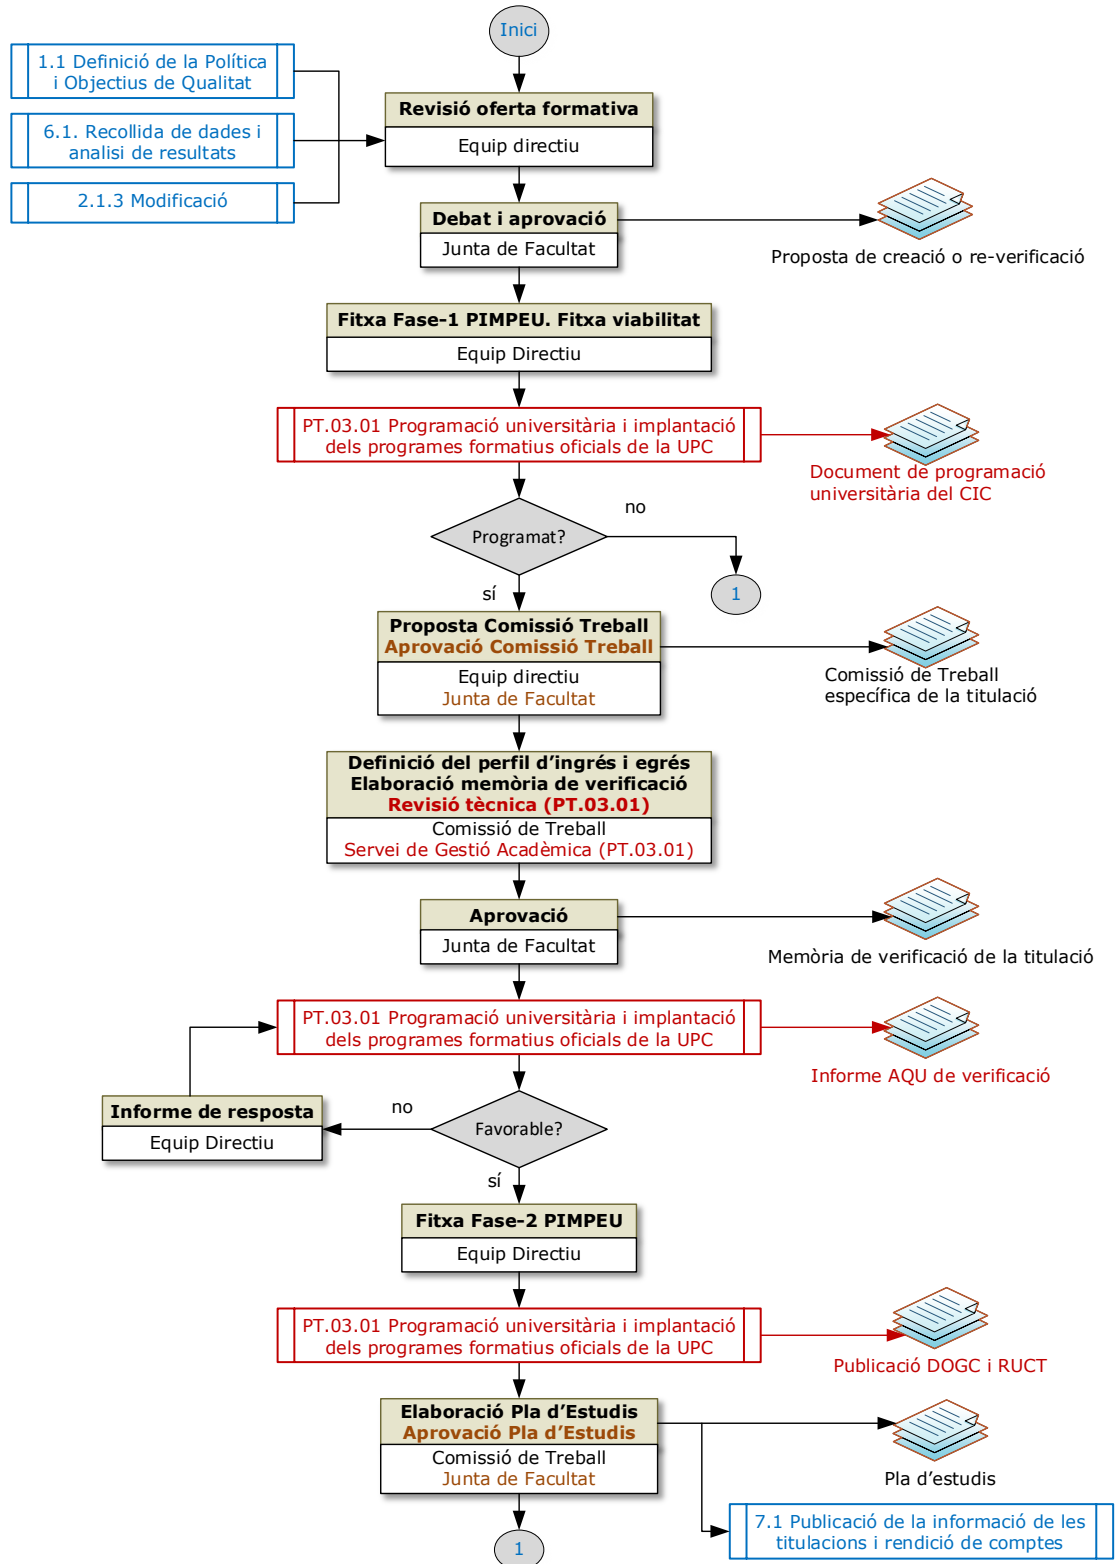 Inici
1.1 Definició de la Política
i Objectius de Qualitat
6.1. Recollida de dades i
analisi de resultats
2.1.3 Modificació
Revisió oferta formativa
Equip directiu
Debat i aprovació
Junta de Facultat
Proposta de creació o re-verificació
Fitxa Fase-1 PIMPEU. Fitxa viabilitat
Equip Directiu
PT.03.01 Programació universitària i implantació
dels programes formatius oficials de la UPC
Document de programació
universitària del CIC
Programat?
no
1
sí
Proposta Comissió Treball
Aprovació Comissió Treball
Equip directiu
Junta de Facultat
Comissió de Treball
específica de la titulació
Definició del perfil d'ingrés i egrés
Elaboració memòria de verificació
Revisió tècnica (PT.03.01)
Comissió de Treball
Servei de Gestió Acadèmica (PT.03.01)
Aprovació
Junta de Facultat
Memòria de verificació de la titulació
PT.03.01 Programació universitària i implantació
dels programes formatius oficials de la UPC
Informe AQU de verificació
Informe de resposta
Equip Directiu
no
Favorable?
sí
Fitxa Fase-2 PIMPEU
Equip Directiu
PT.03.01 Programació universitària i implantació
dels programes formatius oficials de la UPC
Publicació DOGC i RUCT
Elaboració Pla d'Estudis
Aprovació Pla d'Estudis
Comissió de Treball
Junta de Facultat
Pla d'estudis
7.1 Publicació de la informació de les
titulacions i rendició de comptes
1